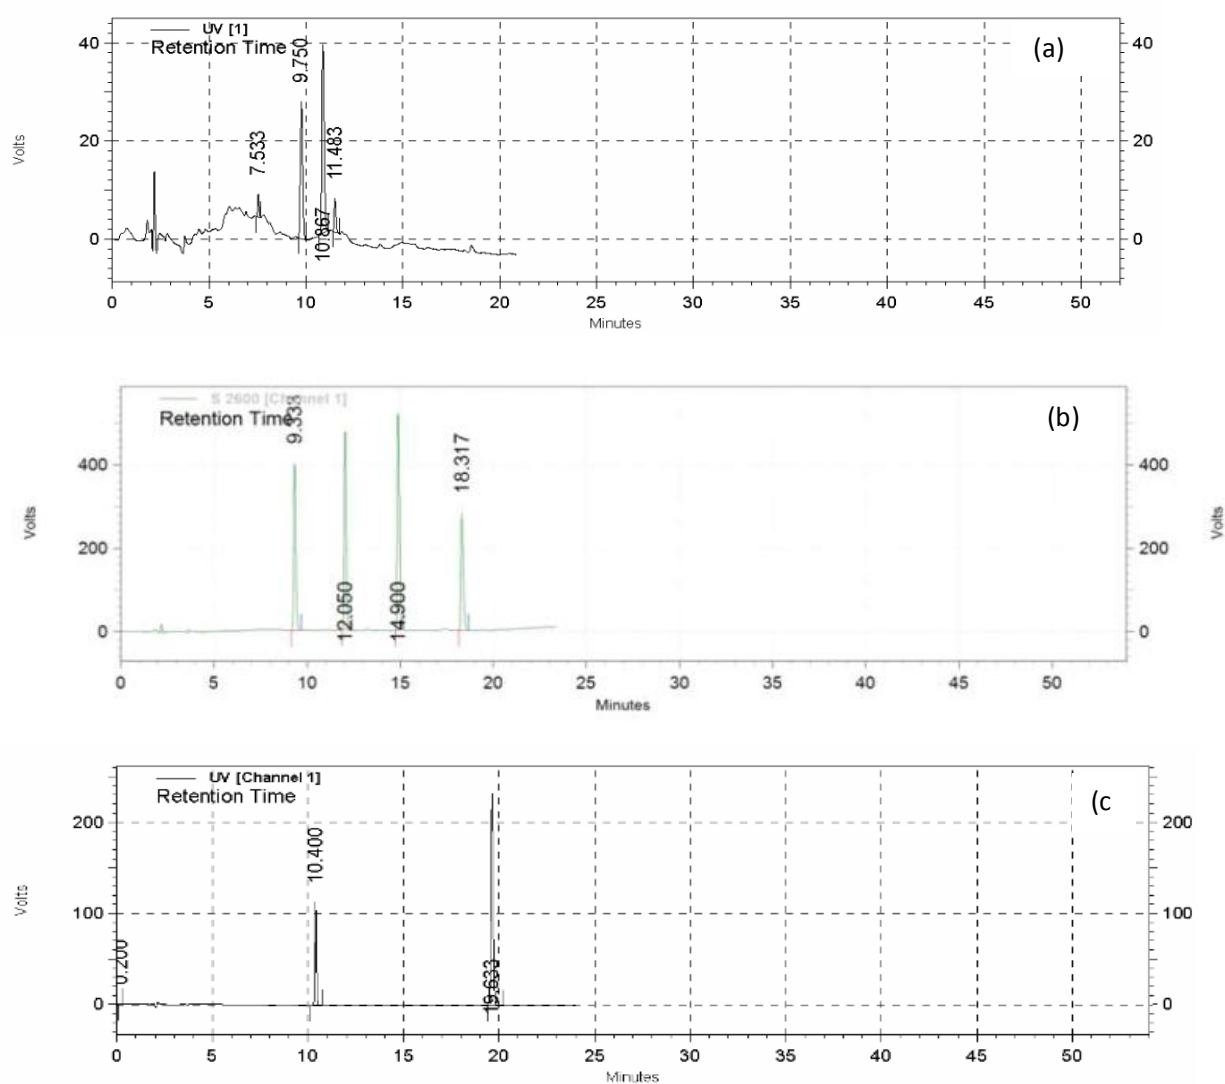 UV [1]
Retention Time
(a)
40
40
20
20
0
0
Volts
7.533
9.750
10.867
11.483
0 5 10 15 20 25 30 35 40 45 50
Minutes
S 2600 [Channel 1]
Retention Time
(b)
400
400
200
200
0
0
Volts
Volts
9.333
12.050
14.900
18.317
0 5 10 15 20 25 30 35 40 45 50
Minutes
UV [Channel 1]
Retention Time
(c
200
200
100
100
0
0
Volts
0.200
10.400
19.633
0 5 10 15 20 25 30 35 40 45 50
Minutes